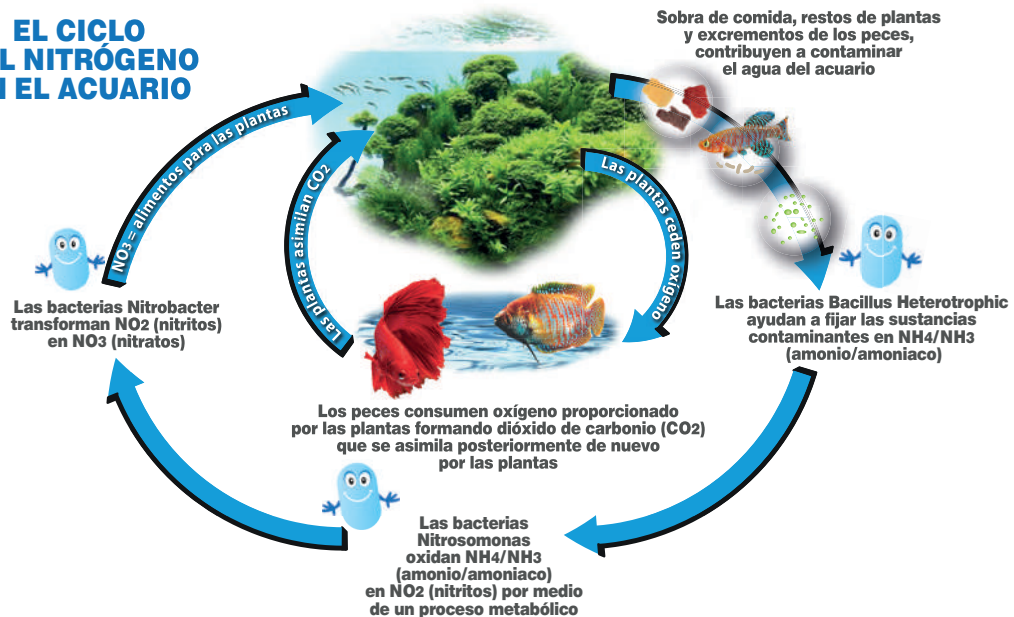 EL CICLO
L NITRÓGENO
N EL ACUARIO
Sobra de comida, restos de plantas
y excrementos de los peces,
contribuyen a contaminar
el agua del acuario
NO3 = alimentos para las plantas
Las plantas asimilan CO2
Las plantas ceden oxígeno
Las bacterias Nitrobacter
transforman NO2 (nitritos)
en NO3 (nitratos)
Las bacterias Bacillus Heterotrophic
ayudan a fijar las sustancias
contaminantes en NH4/NH3
(amonio/amoniaco)
Los peces consumen oxígeno proporcionado
por las plantas formando dióxido de carbonio (CO2)
que se asimila posteriormente de nuevo
por las plantas
Las bacterias
Nitrosomonas
oxidan NH4/NH3
(amonio/amoniaco)
en NO2 (nitritos) por medio
de un proceso metabólico